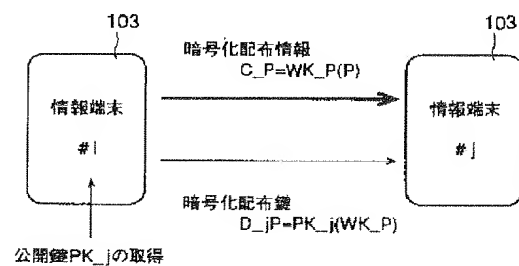 103
103
暗号化配布情報
C_P=WK_P(P)
情報端末
#i
情報端末
#j
暗号化配布鍵
D_jP=PK_j(WK_P)
公開鍵PK_jの取得